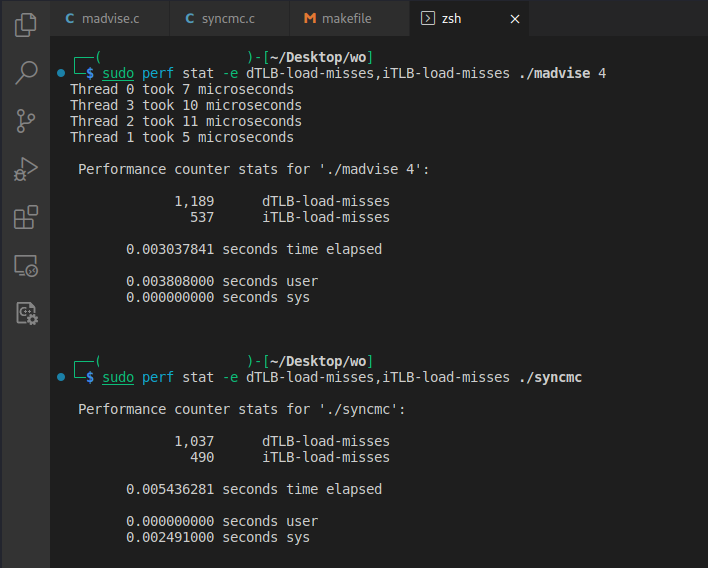 C madvise.c C syncmc.c M makefile zsh ×
┌──( )-[~/Desktop/wo]
└─$ sudo perf stat -e dTLB-load-misses,iTLB-load-misses ./madvise 4
Thread 0 took 7 microseconds
Thread 3 took 10 microseconds
Thread 2 took 11 microseconds
Thread 1 took 5 microseconds
Performance counter stats for './madvise 4':
1,189 dTLB-load-misses
537 iTLB-load-misses
0.003037841 seconds time elapsed
0.003808000 seconds user
0.000000000 seconds sys
┌──( )-[~/Desktop/wo]
└─$ sudo perf stat -e dTLB-load-misses,iTLB-load-misses ./syncmc
Performance counter stats for './syncmc':
1,037 dTLB-load-misses
490 iTLB-load-misses
0.005436281 seconds time elapsed
0.000000000 seconds user
0.002491000 seconds sys